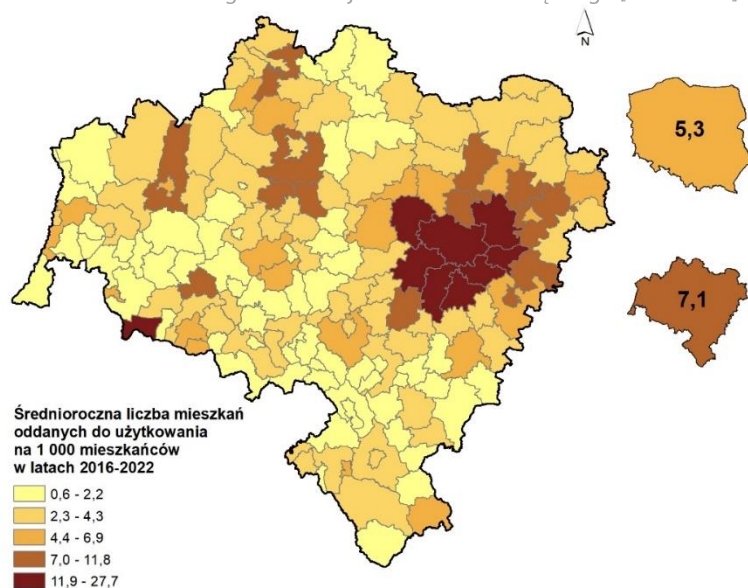 N
5,3
7,1
Średnioroczna liczba mieszkań
oddanych do użytkowania
na 1 000 mieszkańców
w latach 2016-2022
0,6 - 2,2
2,3 - 4,3
4,4 - 6,9
7,0 - 11,8
11,9 - 27,7